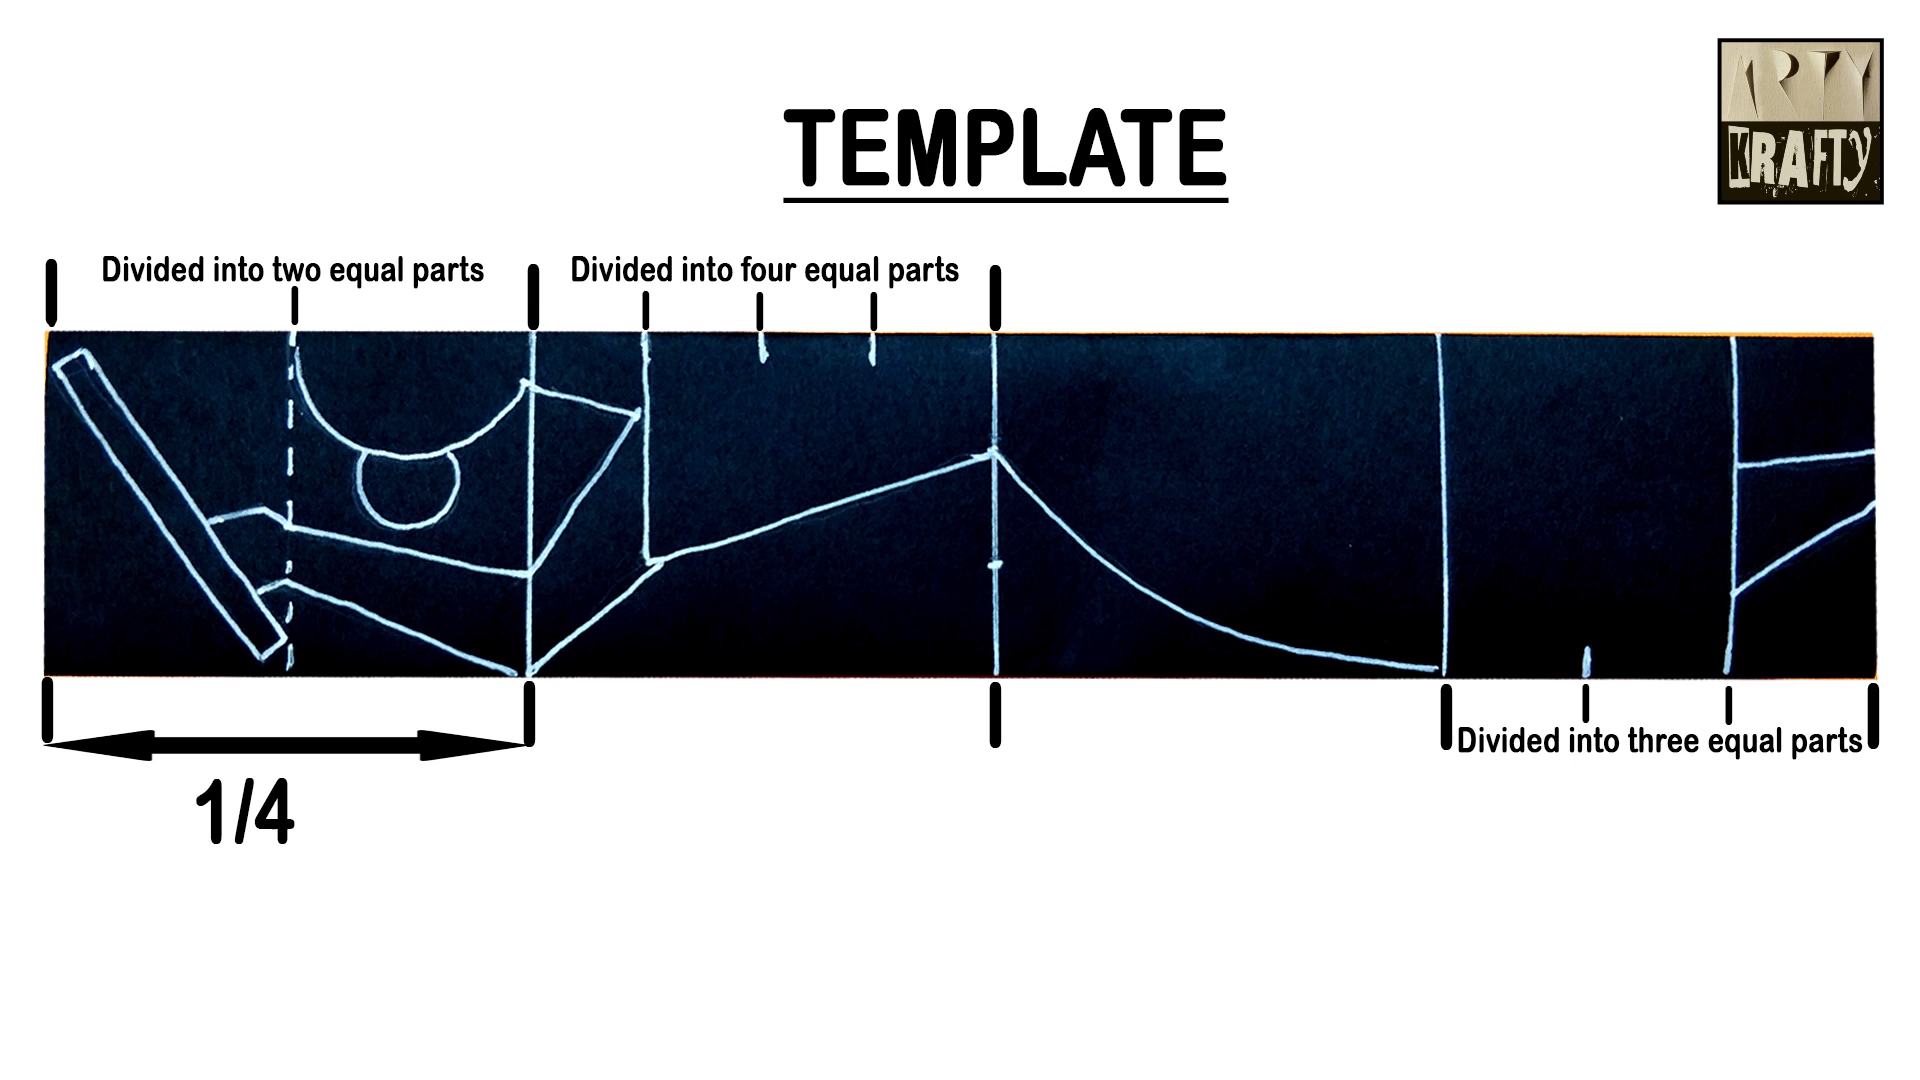 ARTY
KRAFTY
TEMPLATE
Divided into two equal parts
Divided into four equal parts
Divided into three equal parts
1/4